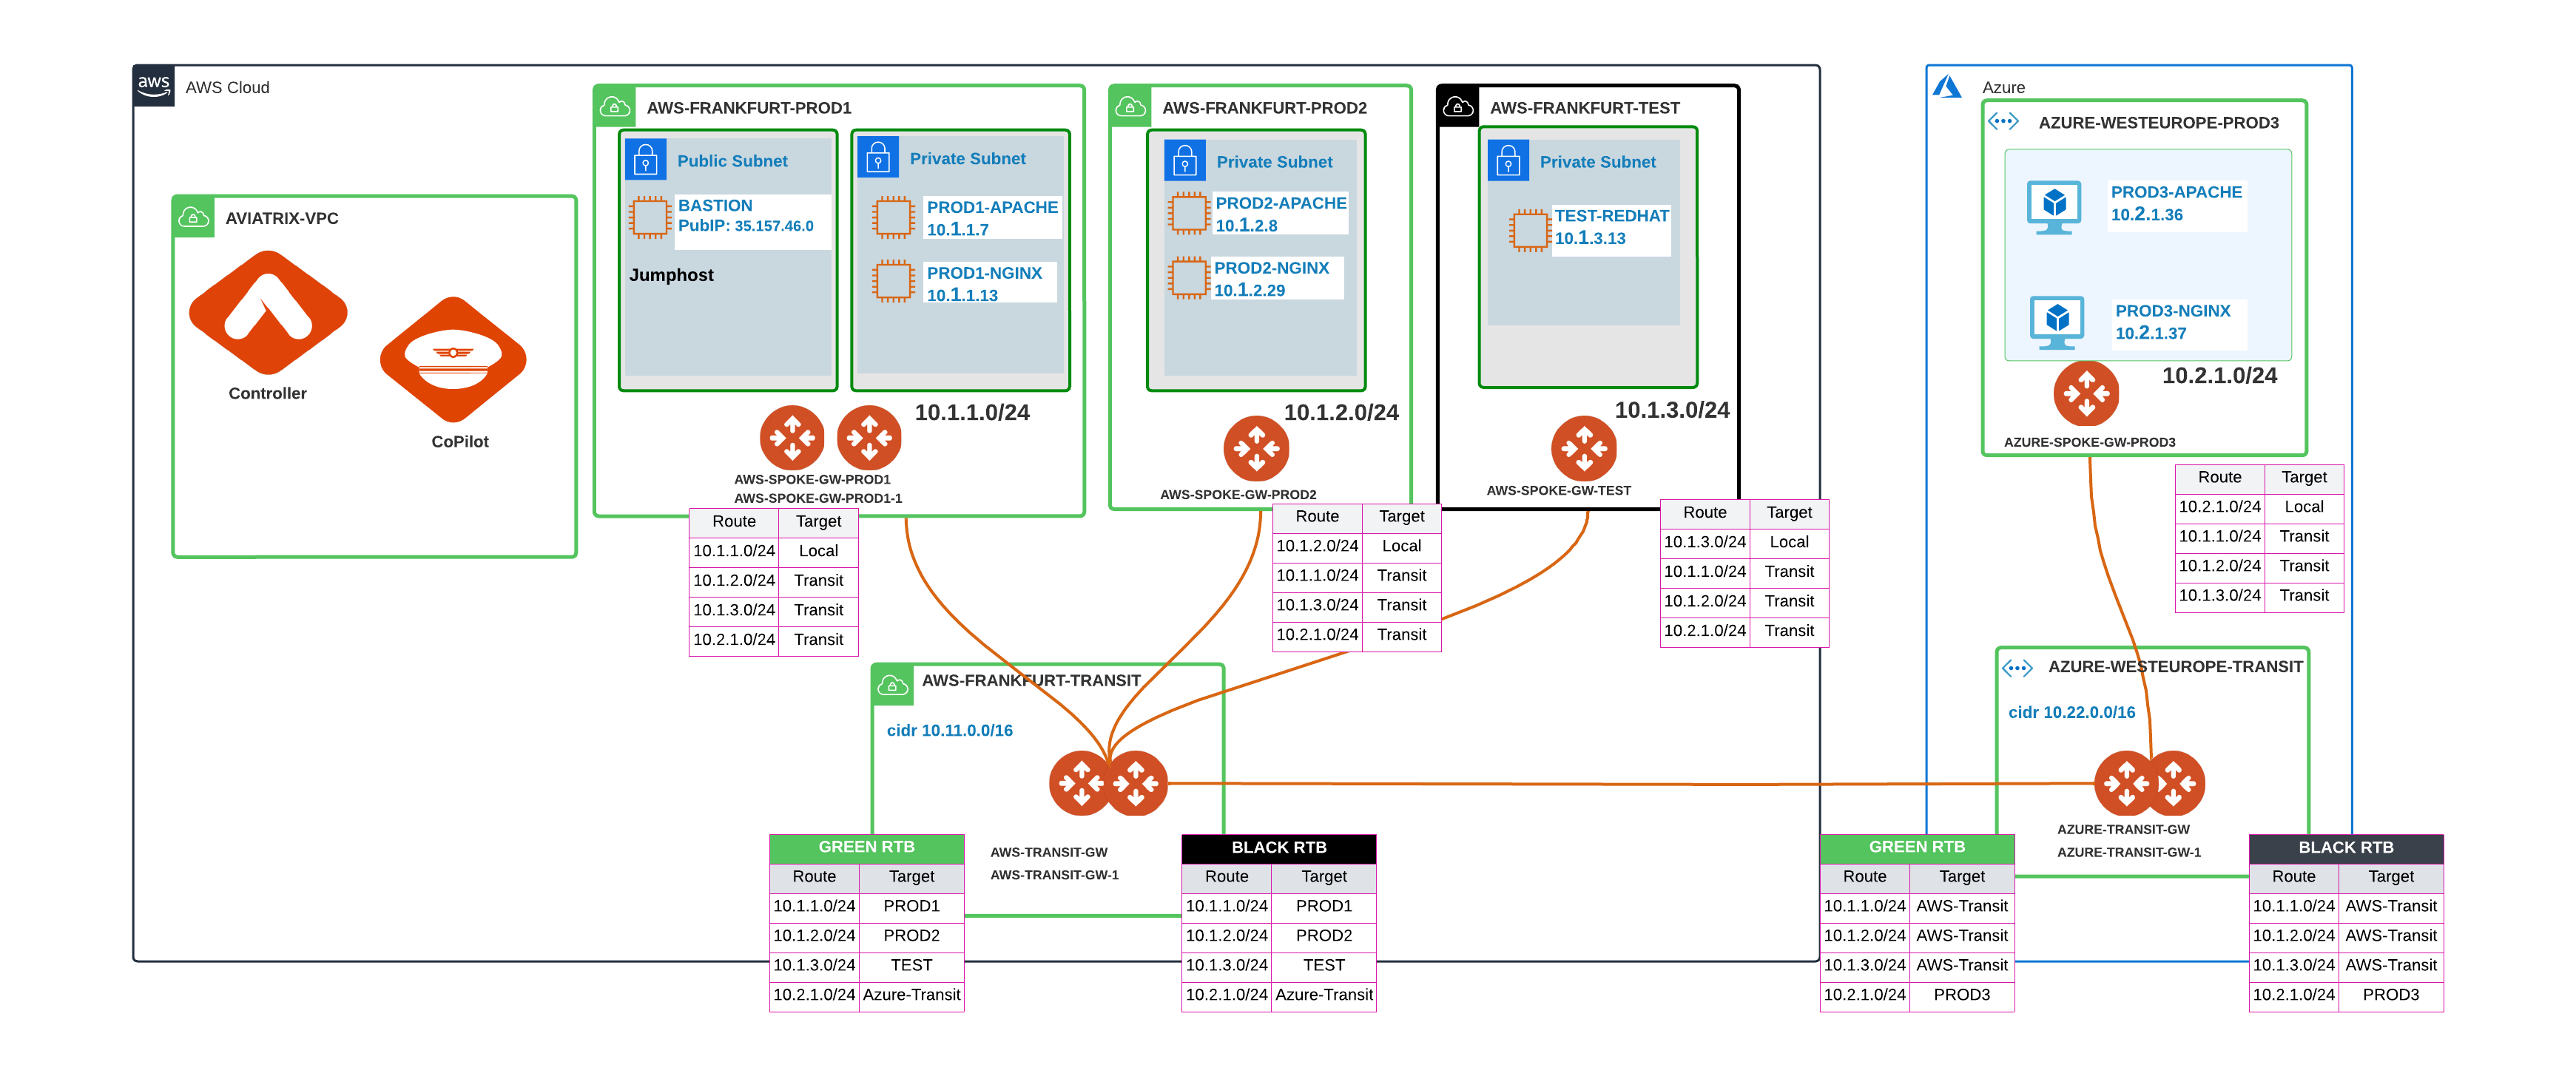 aws
AWS Cloud
AVIATRIX-VPC
Controller
CoPilot
AWS-FRANKFURT-PROD1
Public Subnet
BASTION
PubIP: 35.157.46.0
Jumphost
Private Subnet
PROD1-APACHE
10.1.1.7
PROD1-NGINX
10.1.1.13
10.1.1.0/24
AWS-SPOKE-GW-PROD1
AWS-SPOKE-GW-PROD1-1
Route Target
10.1.1.0/24 Local
10.1.2.0/24 Transit
10.1.3.0/24 Transit
10.2.1.0/24 Transit
AWS-FRANKFURT-PROD2
Private Subnet
PROD2-APACHE
10.1.2.8
PROD2-NGINX
10.1.2.29
10.1.2.0/24
AWS-SPOKE-GW-PROD2
Route Target
10.1.2.0/24 Local
10.1.1.0/24 Transit
10.1.3.0/24 Transit
10.2.1.0/24 Transit
AWS-FRANKFURT-TEST
Private Subnet
TEST-REDHAT
10.1.3.13
10.1.3.0/24
AWS-SPOKE-GW-TEST
Route Target
10.1.3.0/24 Local
10.1.1.0/24 Transit
10.1.2.0/24 Transit
10.2.1.0/24 Transit
AWS-FRANKFURT-TRANSIT
cidr 10.11.0.0/16
AWS-TRANSIT-GW
AWS-TRANSIT-GW-1
GREEN RTB
Route Target
10.1.1.0/24 PROD1
10.1.2.0/24 PROD2
10.1.3.0/24 TEST
10.2.1.0/24 Azure-Transit
BLACK RTB
Route Target
10.1.1.0/24 PROD1
10.1.2.0/24 PROD2
10.1.3.0/24 TEST
10.2.1.0/24 Azure-Transit
Azure
AZURE-WESTEUROPE-PROD3
PROD3-APACHE
10.2.1.36
PROD3-NGINX
10.2.1.37
10.2.1.0/24
AZURE-SPOKE-GW-PROD3
Route Target
10.2.1.0/24 Local
10.1.1.0/24 Transit
10.1.2.0/24 Transit
10.1.3.0/24 Transit
AZURE-WESTEUROPE-TRANSIT
cidr 10.22.0.0/16
AZURE-TRANSIT-GW
AZURE-TRANSIT-GW-1
GREEN RTB
Route Target
10.1.1.0/24 AWS-Transit
10.1.2.0/24 AWS-Transit
10.1.3.0/24 AWS-Transit
10.2.1.0/24 PROD3
BLACK RTB
Route Target
10.1.1.0/24 AWS-Transit
10.1.2.0/24 AWS-Transit
10.1.3.0/24 AWS-Transit
10.2.1.0/24 PROD3